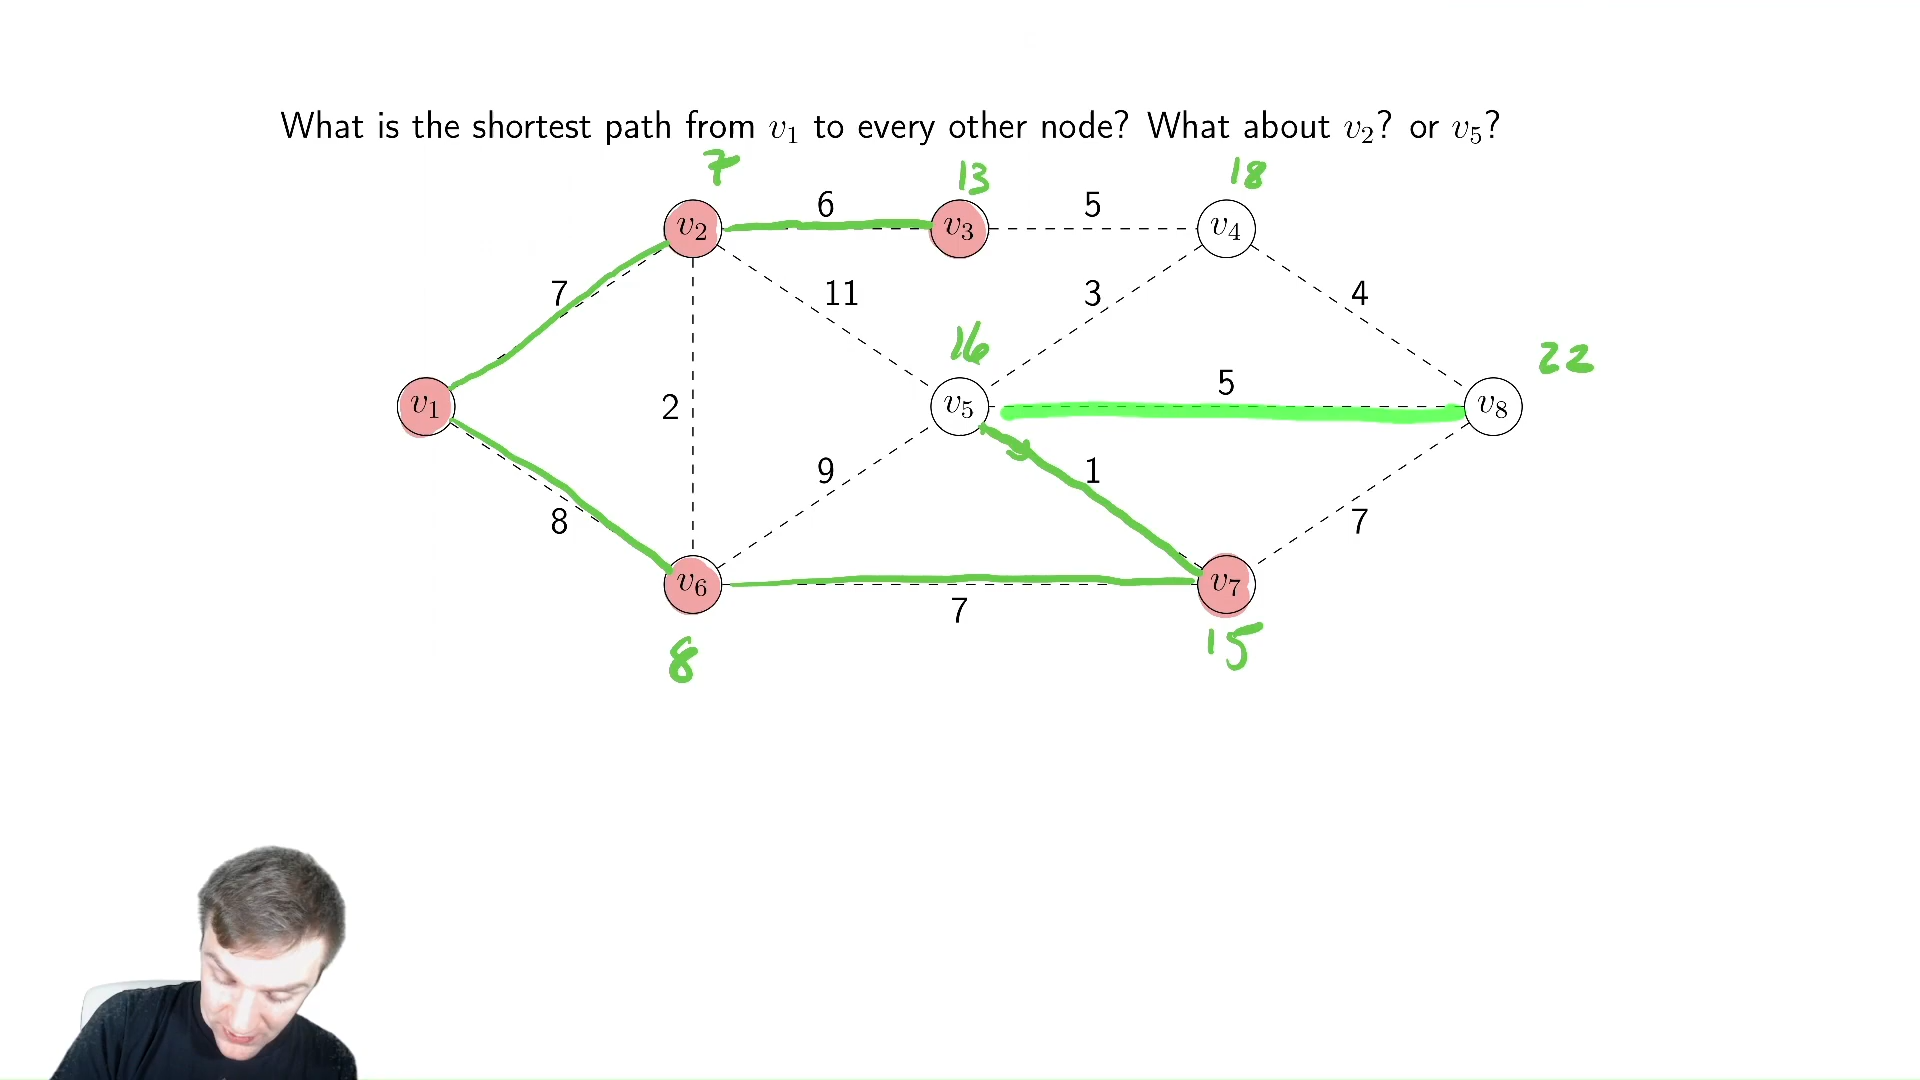 What is the shortest path from v₁ to every other node? What about v₂? or v₅?
7 13 18
v₂ 6 v₃ 5 v₄
7 11 3 4
16 22
v₁ 2 v₅ 5 v₈
9 1
8 7
v₆ 7 v₇
8 15